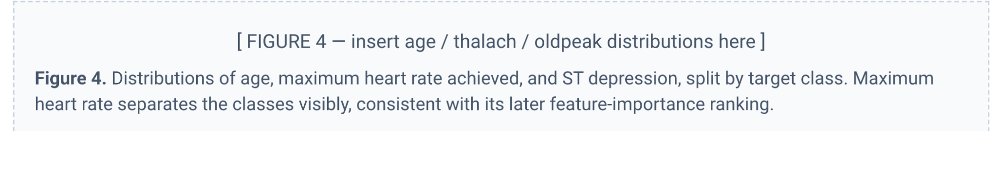 [ FIGURE 4 — insert age / thalach / oldpeak distributions here ]
Figure 4. Distributions of age, maximum heart rate achieved, and ST depression, split by target class. Maximum
heart rate separates the classes visibly, consistent with its later feature-importance ranking.